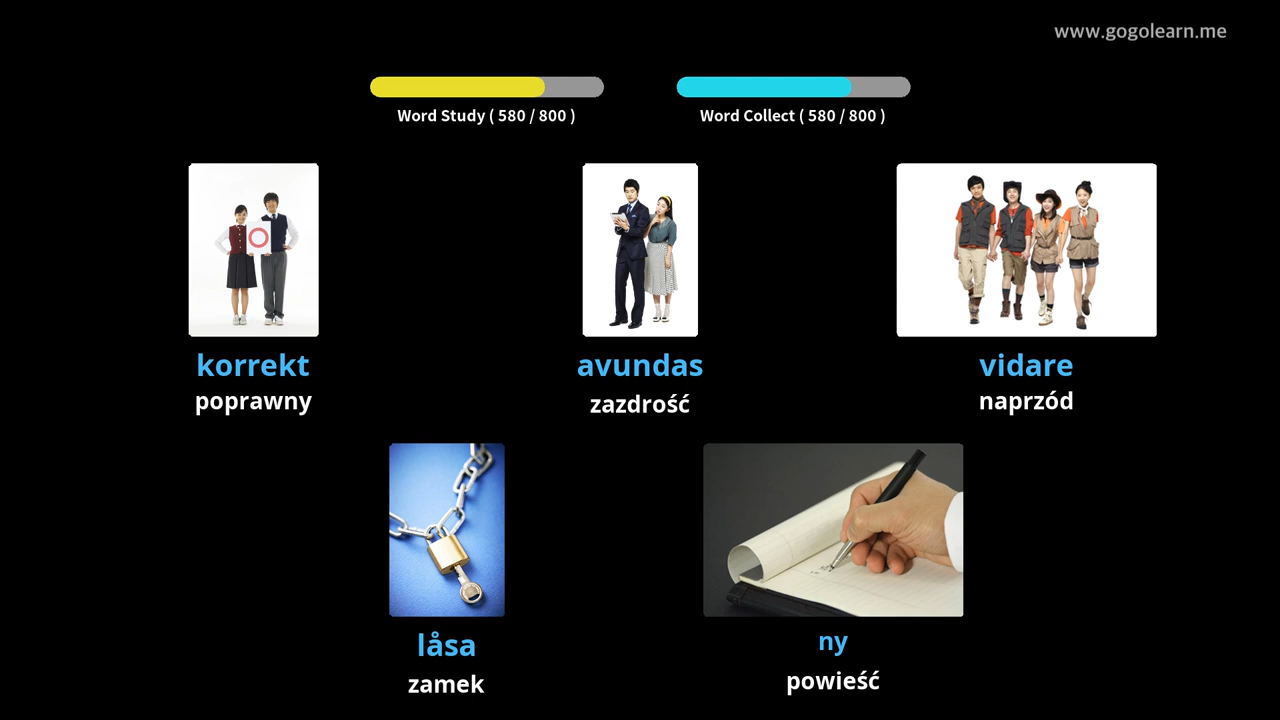 www.gogolearn.me
Word Study ( 580 / 800 )
Word Collect ( 580 / 800 )
korrekt
poprawny
avundas
zazdrość
vidare
naprzód
låsa
zamek
ny
powieść